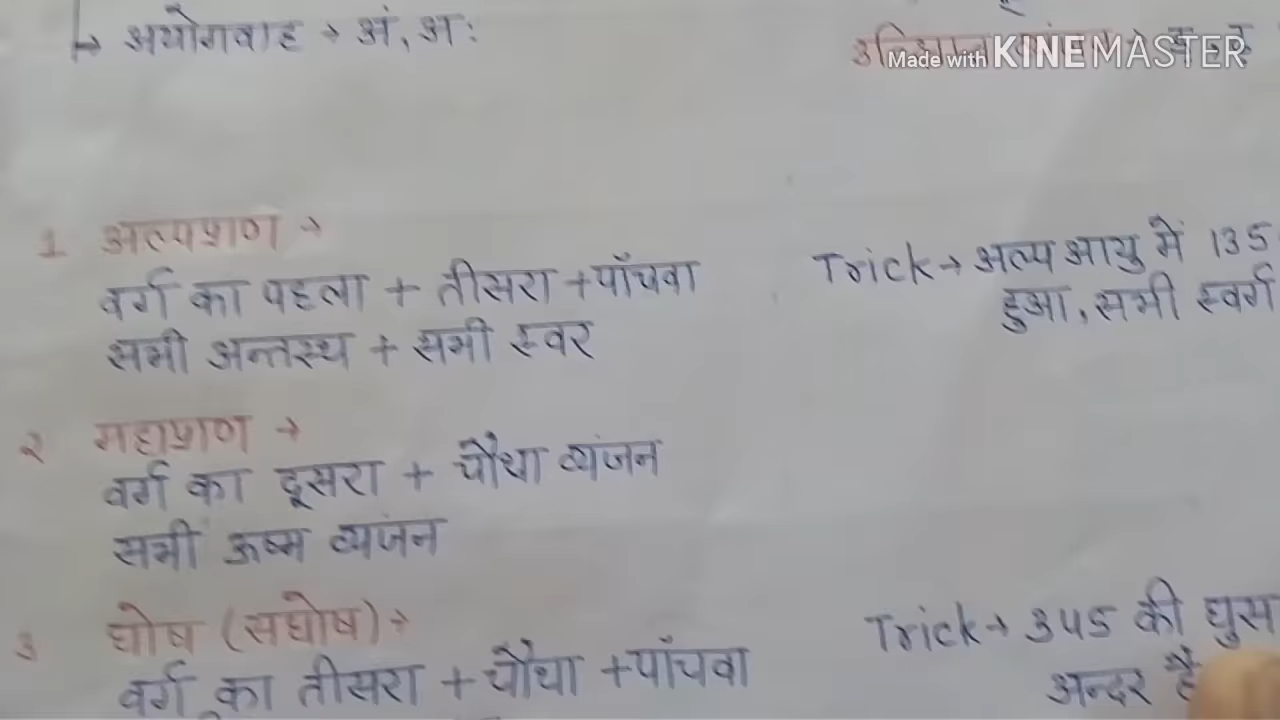 → अयोगवाह → अं, अः
Made with KINEMASTER
1 अल्पप्राण →
वर्ग का पहला + तीसरा + पाँचवा
सभी अन्तस्थ + सभी स्वर
Trick → अल्प आयु में 135
हुआ, सभी स्वर्ग
२ महाप्राण →
वर्ग का दूसरा + चौथा व्यंजन
सभी ऊष्म व्यंजन
3 घोष (सघोष) →
वर्ग का तीसरा + चौथा + पाँचवा
Trick → 345 की घुस
अन्दर है